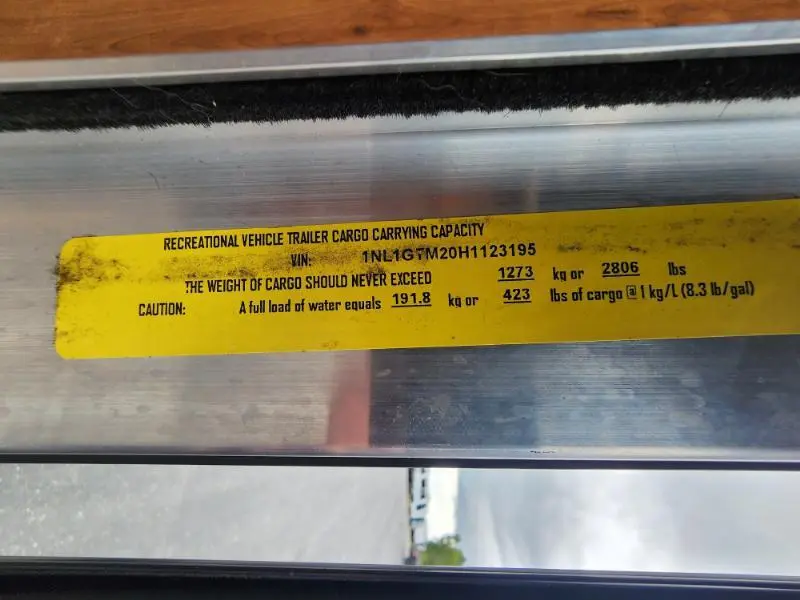 RECREATIONAL VEHICLE TRAILER CARGO CARRYING CAPACITY
VIN: 1NL1GTM20H1123195
THE WEIGHT OF CARGO SHOULD NEVER EXCEED 1273 kg or 2806 lbs
CAUTION: A full load of water equals 191.8 kg or 423 lbs of cargo @ 1 kg/L (8.3 lb/gal)